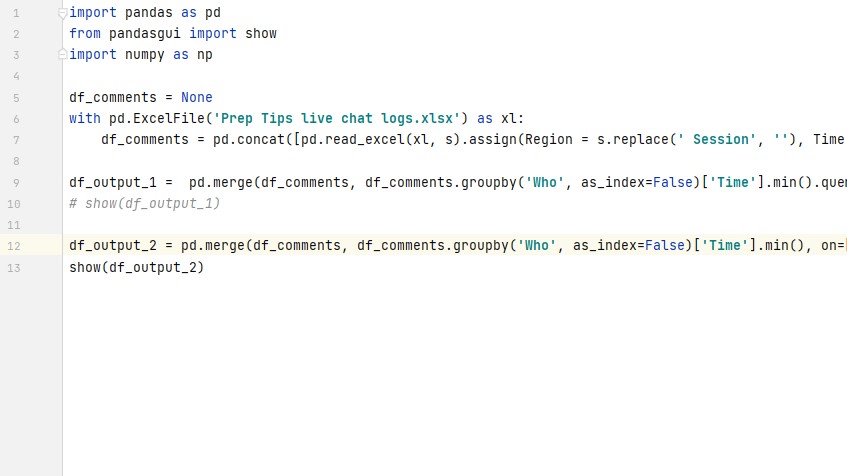 1 import pandas as pd
2 from pandasgui import show
3 import numpy as np
4
5 df_comments = None
6 with pd.ExcelFile('Prep Tips live chat logs.xlsx') as xl:
7     df_comments = pd.concat([pd.read_excel(xl, s).assign(Region = s.replace(' Session', ''), Time
8
9 df_output_1 =  pd.merge(df_comments, df_comments.groupby('Who', as_index=False)['Time'].min().quer
10 # show(df_output_1)
11
12 df_output_2 = pd.merge(df_comments, df_comments.groupby('Who', as_index=False)['Time'].min(), on=
13 show(df_output_2)